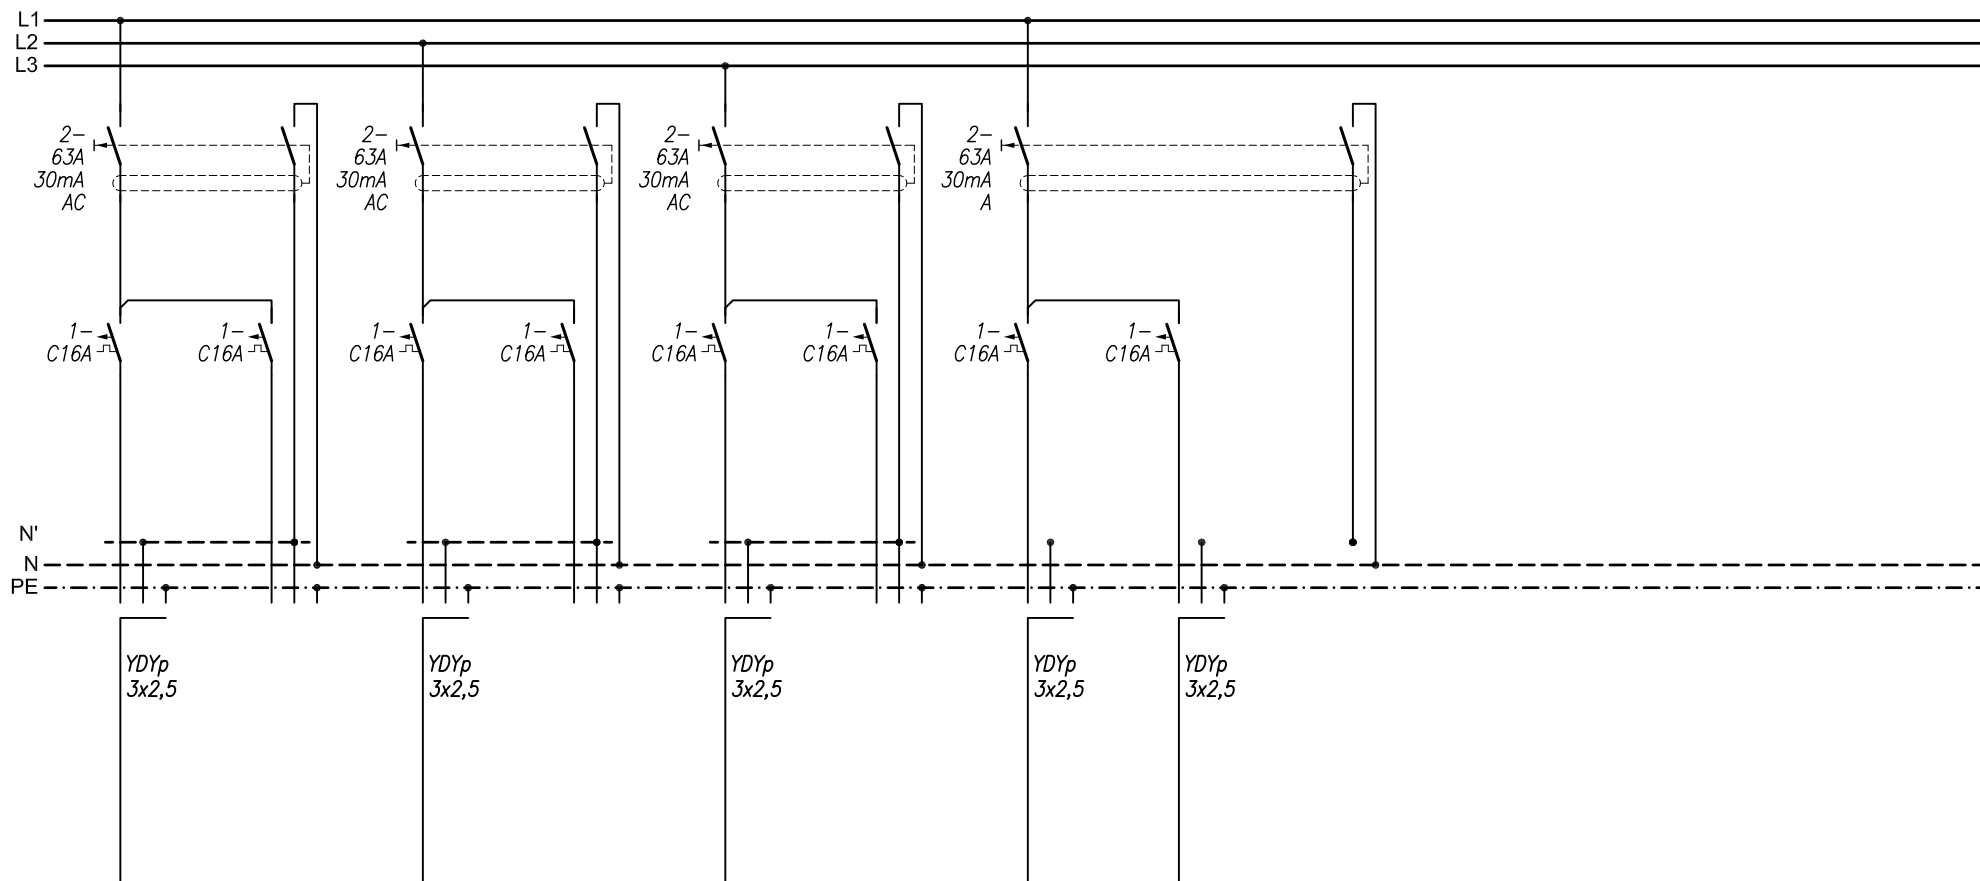 L1
L2
L3
2-
63A
30mA
AC
2-
63A
30mA
AC
2-
63A
30mA
AC
2-
63A
30mA
A
1-
C16A
1-
C16A
1-
C16A
1-
C16A
1-
C16A
1-
C16A
1-
C16A
1-
C16A
N'
N
PE
YDYp
3x2,5
YDYp
3x2,5
YDYp
3x2,5
YDYp
3x2,5
YDYp
3x2,5